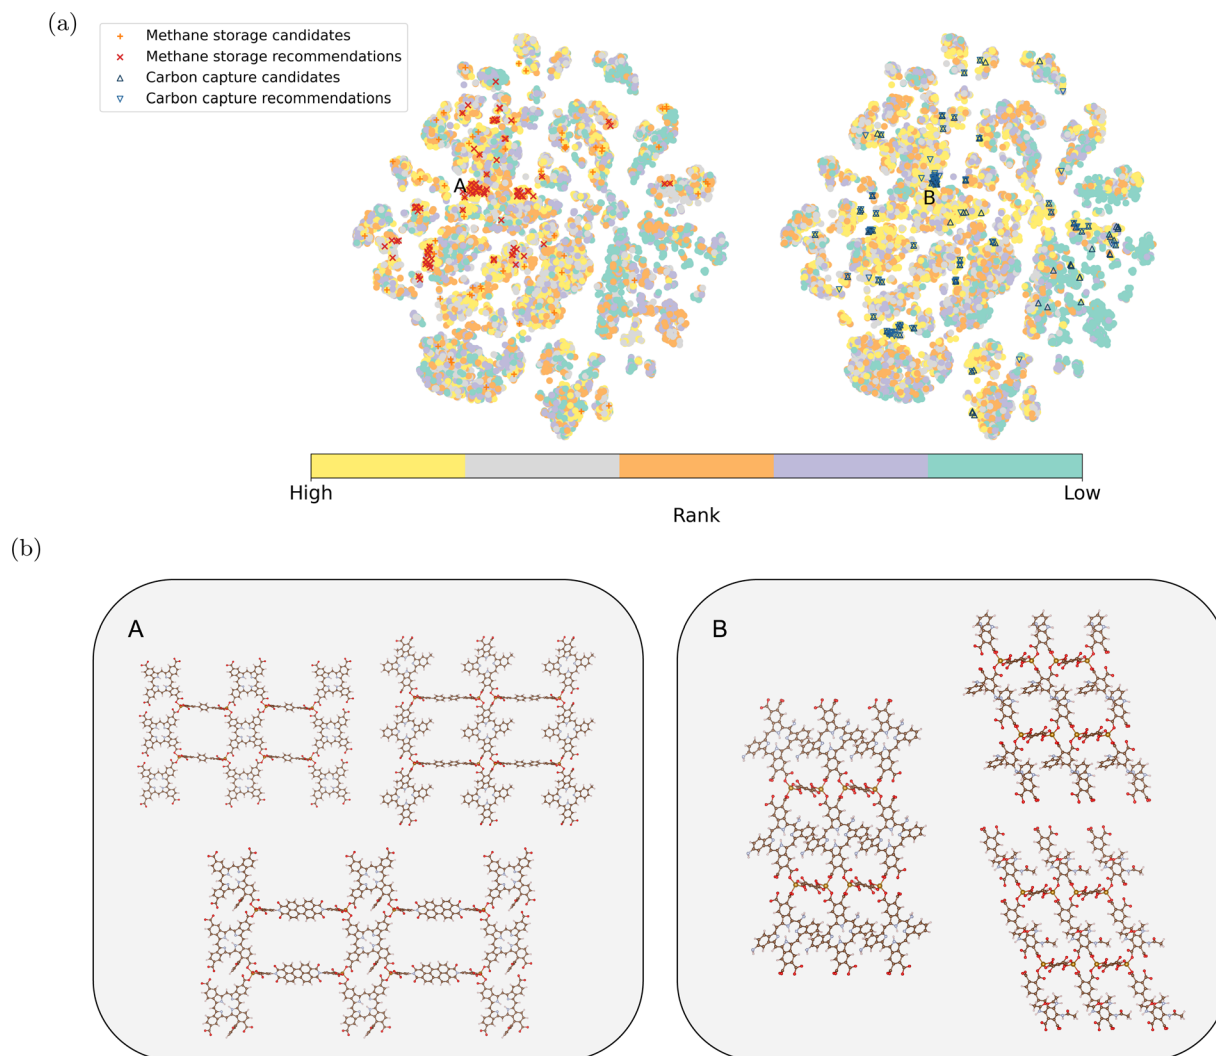 (a)
Methane storage candidates
Methane storage recommendations
Carbon capture candidates
Carbon capture recommendations
A
B
High
Low
Rank
(b)
A
B